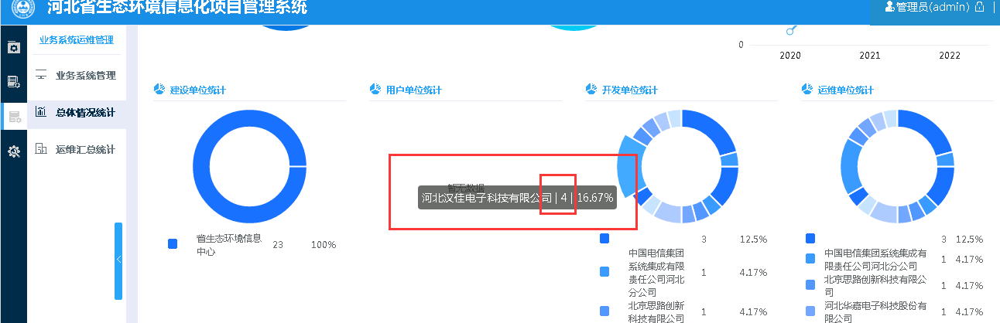 河北省生态环境信息化项目管理系统
管理员(admin)
业务系统运维管理
业务系统管理
总体情况统计
运维汇总统计
0
2020 2021 2022
建设单位统计
省生态环境信息
中心
23 100%
用户单位统计
暂无数据
河北汉佳电子科技有限公司 | 4 | 16.67%
开发单位统计
3 12.5%
中国电信集团
系统集成有限
责任公司河北
分公司
1 4.17%
北京思路创新
科技有限公司
1 4.17%
运维单位统计
3 12.5%
中国电信集团系统集成有
限责任公司河北分公司
1 4.17%
北京思路创新科技有限公
司
1 4.17%
河北华嘉电子科技股份有
限公司
1 4.17%